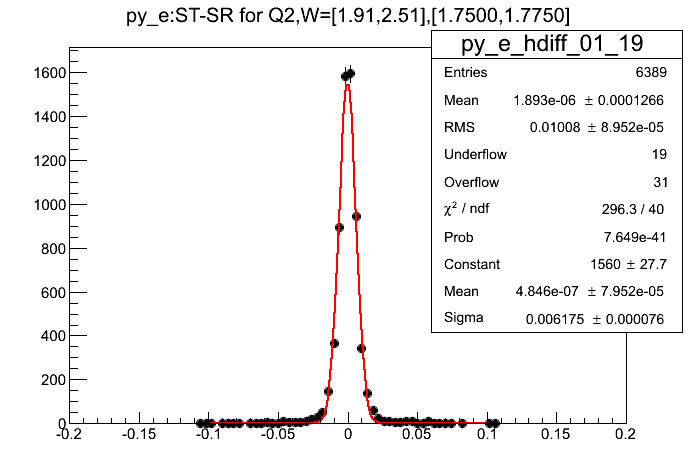 py_e:ST-SR for Q2,W=[1.91,2.51],[1.7500,1.7750]
py_e_hdiff_01_19
Entries 6389
Mean 1.893e-06 ± 0.0001266
RMS 0.01008 ± 8.952e-05
Underflow 19
Overflow 31
χ² / ndf 296.3 / 40
Prob 7.649e-41
Constant 1560 ± 27.7
Mean 4.846e-07 ± 7.952e-05
Sigma 0.006175 ± 0.000076
1600
1400
1200
1000
800
600
400
200
0
-0.2 -0.15 -0.1 -0.05 0 0.05 0.1 0.15 0.2